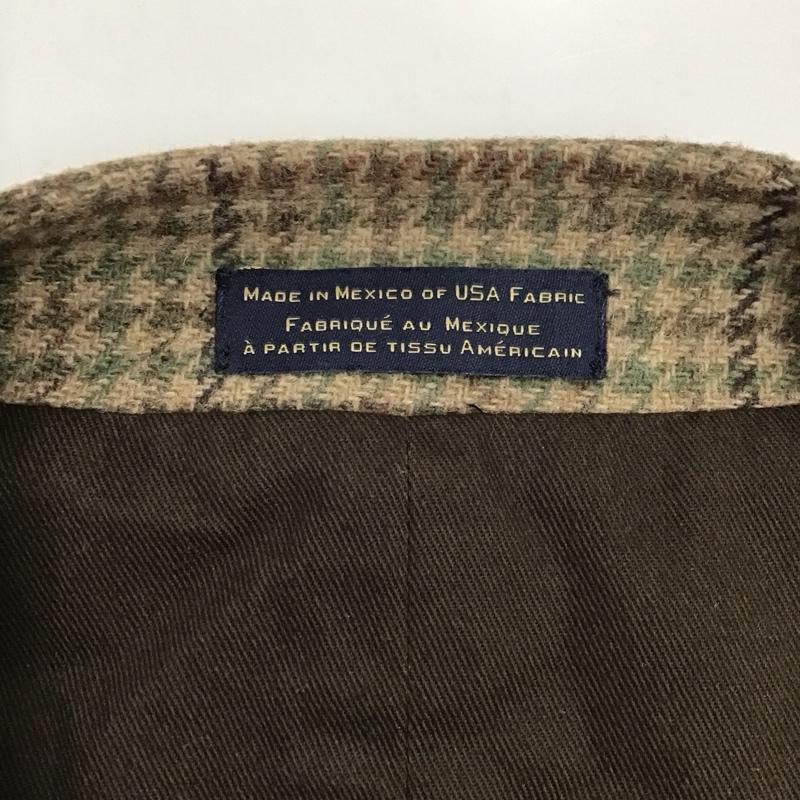 Made in Mexico of USA Fabric
Fabriqué au Mexique
à partir de tissu Américain